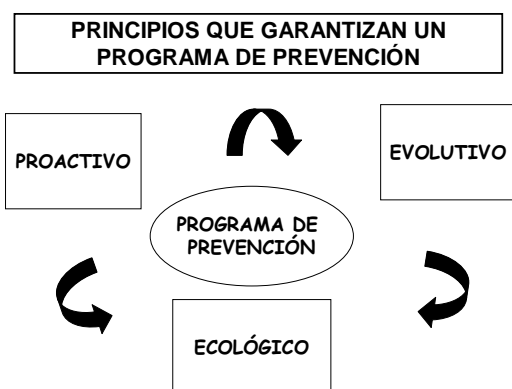 PRINCIPIOS QUE GARANTIZAN UN
PROGRAMA DE PREVENCIÓN
PROACTIVO
EVOLUTIVO
PROGRAMA DE
PREVENCIÓN
ECOLÓGICO